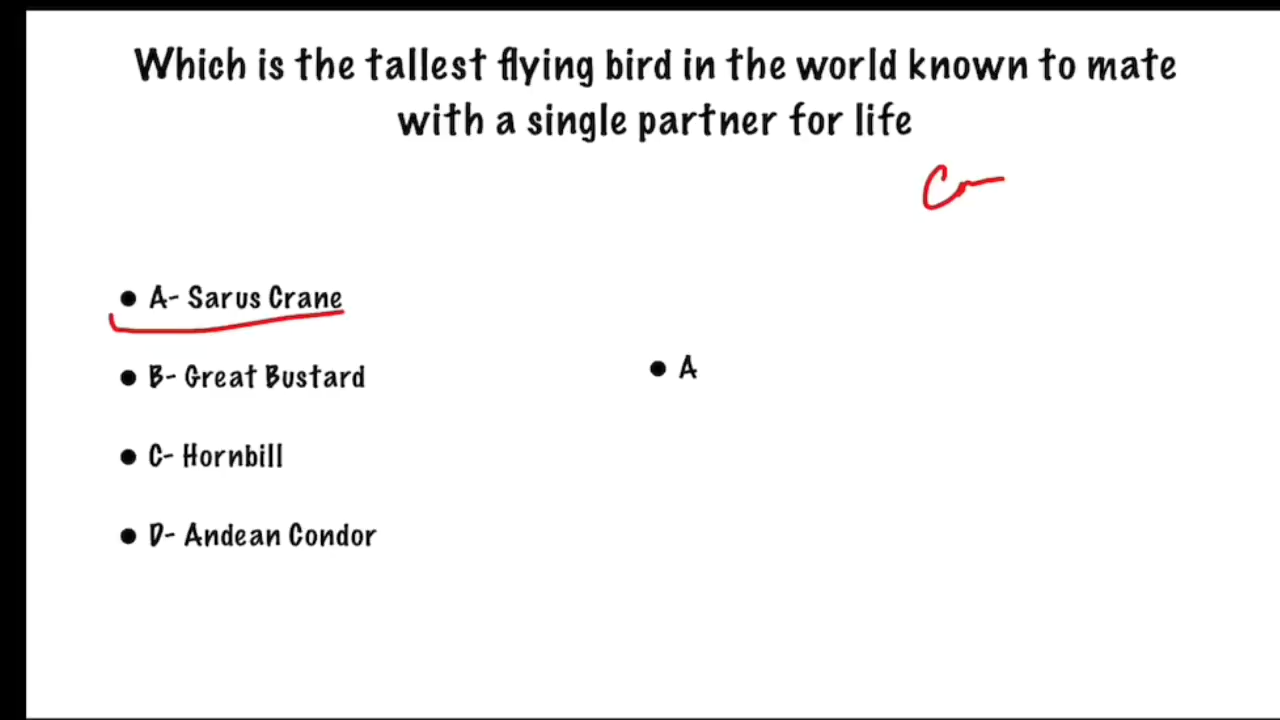 Which is the tallest flying bird in the world known to mate
with a single partner for life
● A- Sarus Crane
● B- Great Bustard
● A
● C- Hornbill
● D- Andean Condor